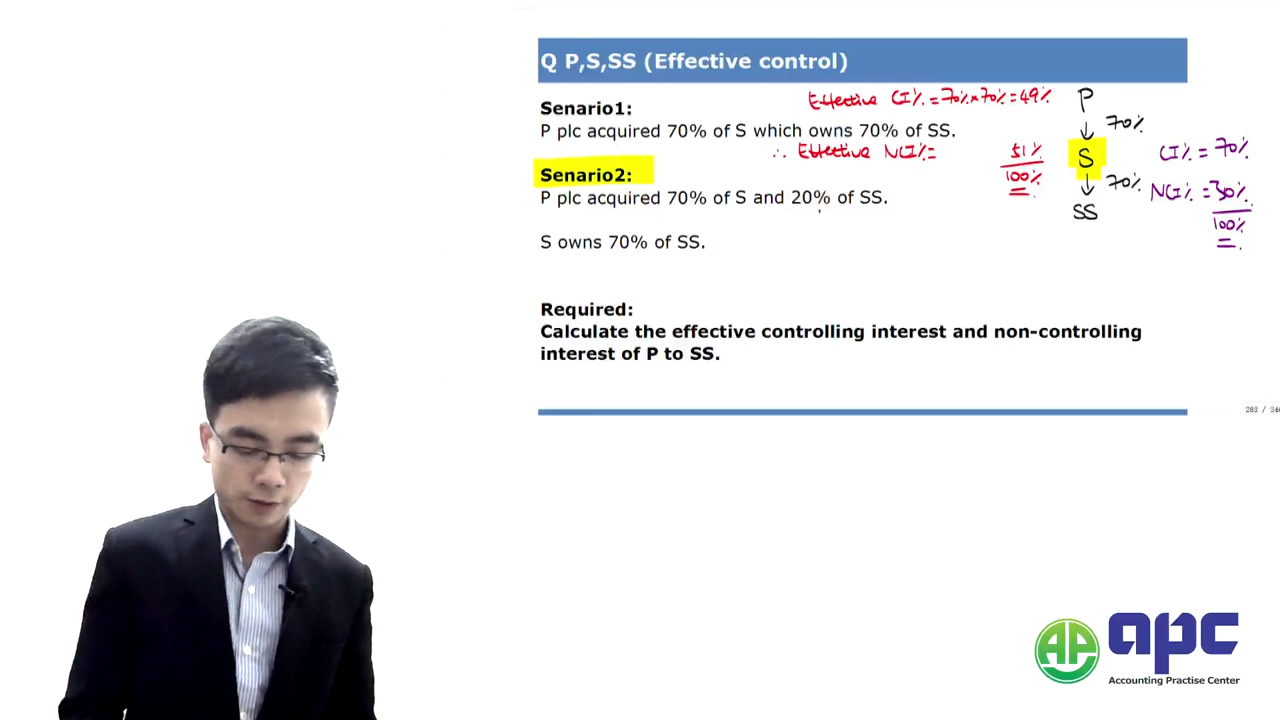 Q P,S,SS (Effective control)
Senario1:
Effective CI% = 70% × 70% = 49%
P
70%
P plc acquired 70% of S which owns 70% of SS.
∴ Effective NCI% =
51%
100%
S
CI% = 70%
Senario2:
70%
NCI% = 30%
100%
P plc acquired 70% of S and 20% of SS.
SS
S owns 70% of SS.
Required:
Calculate the effective controlling interest and non-controlling
interest of P to SS.
283 / 36
AP apc
Accounting Practise Center